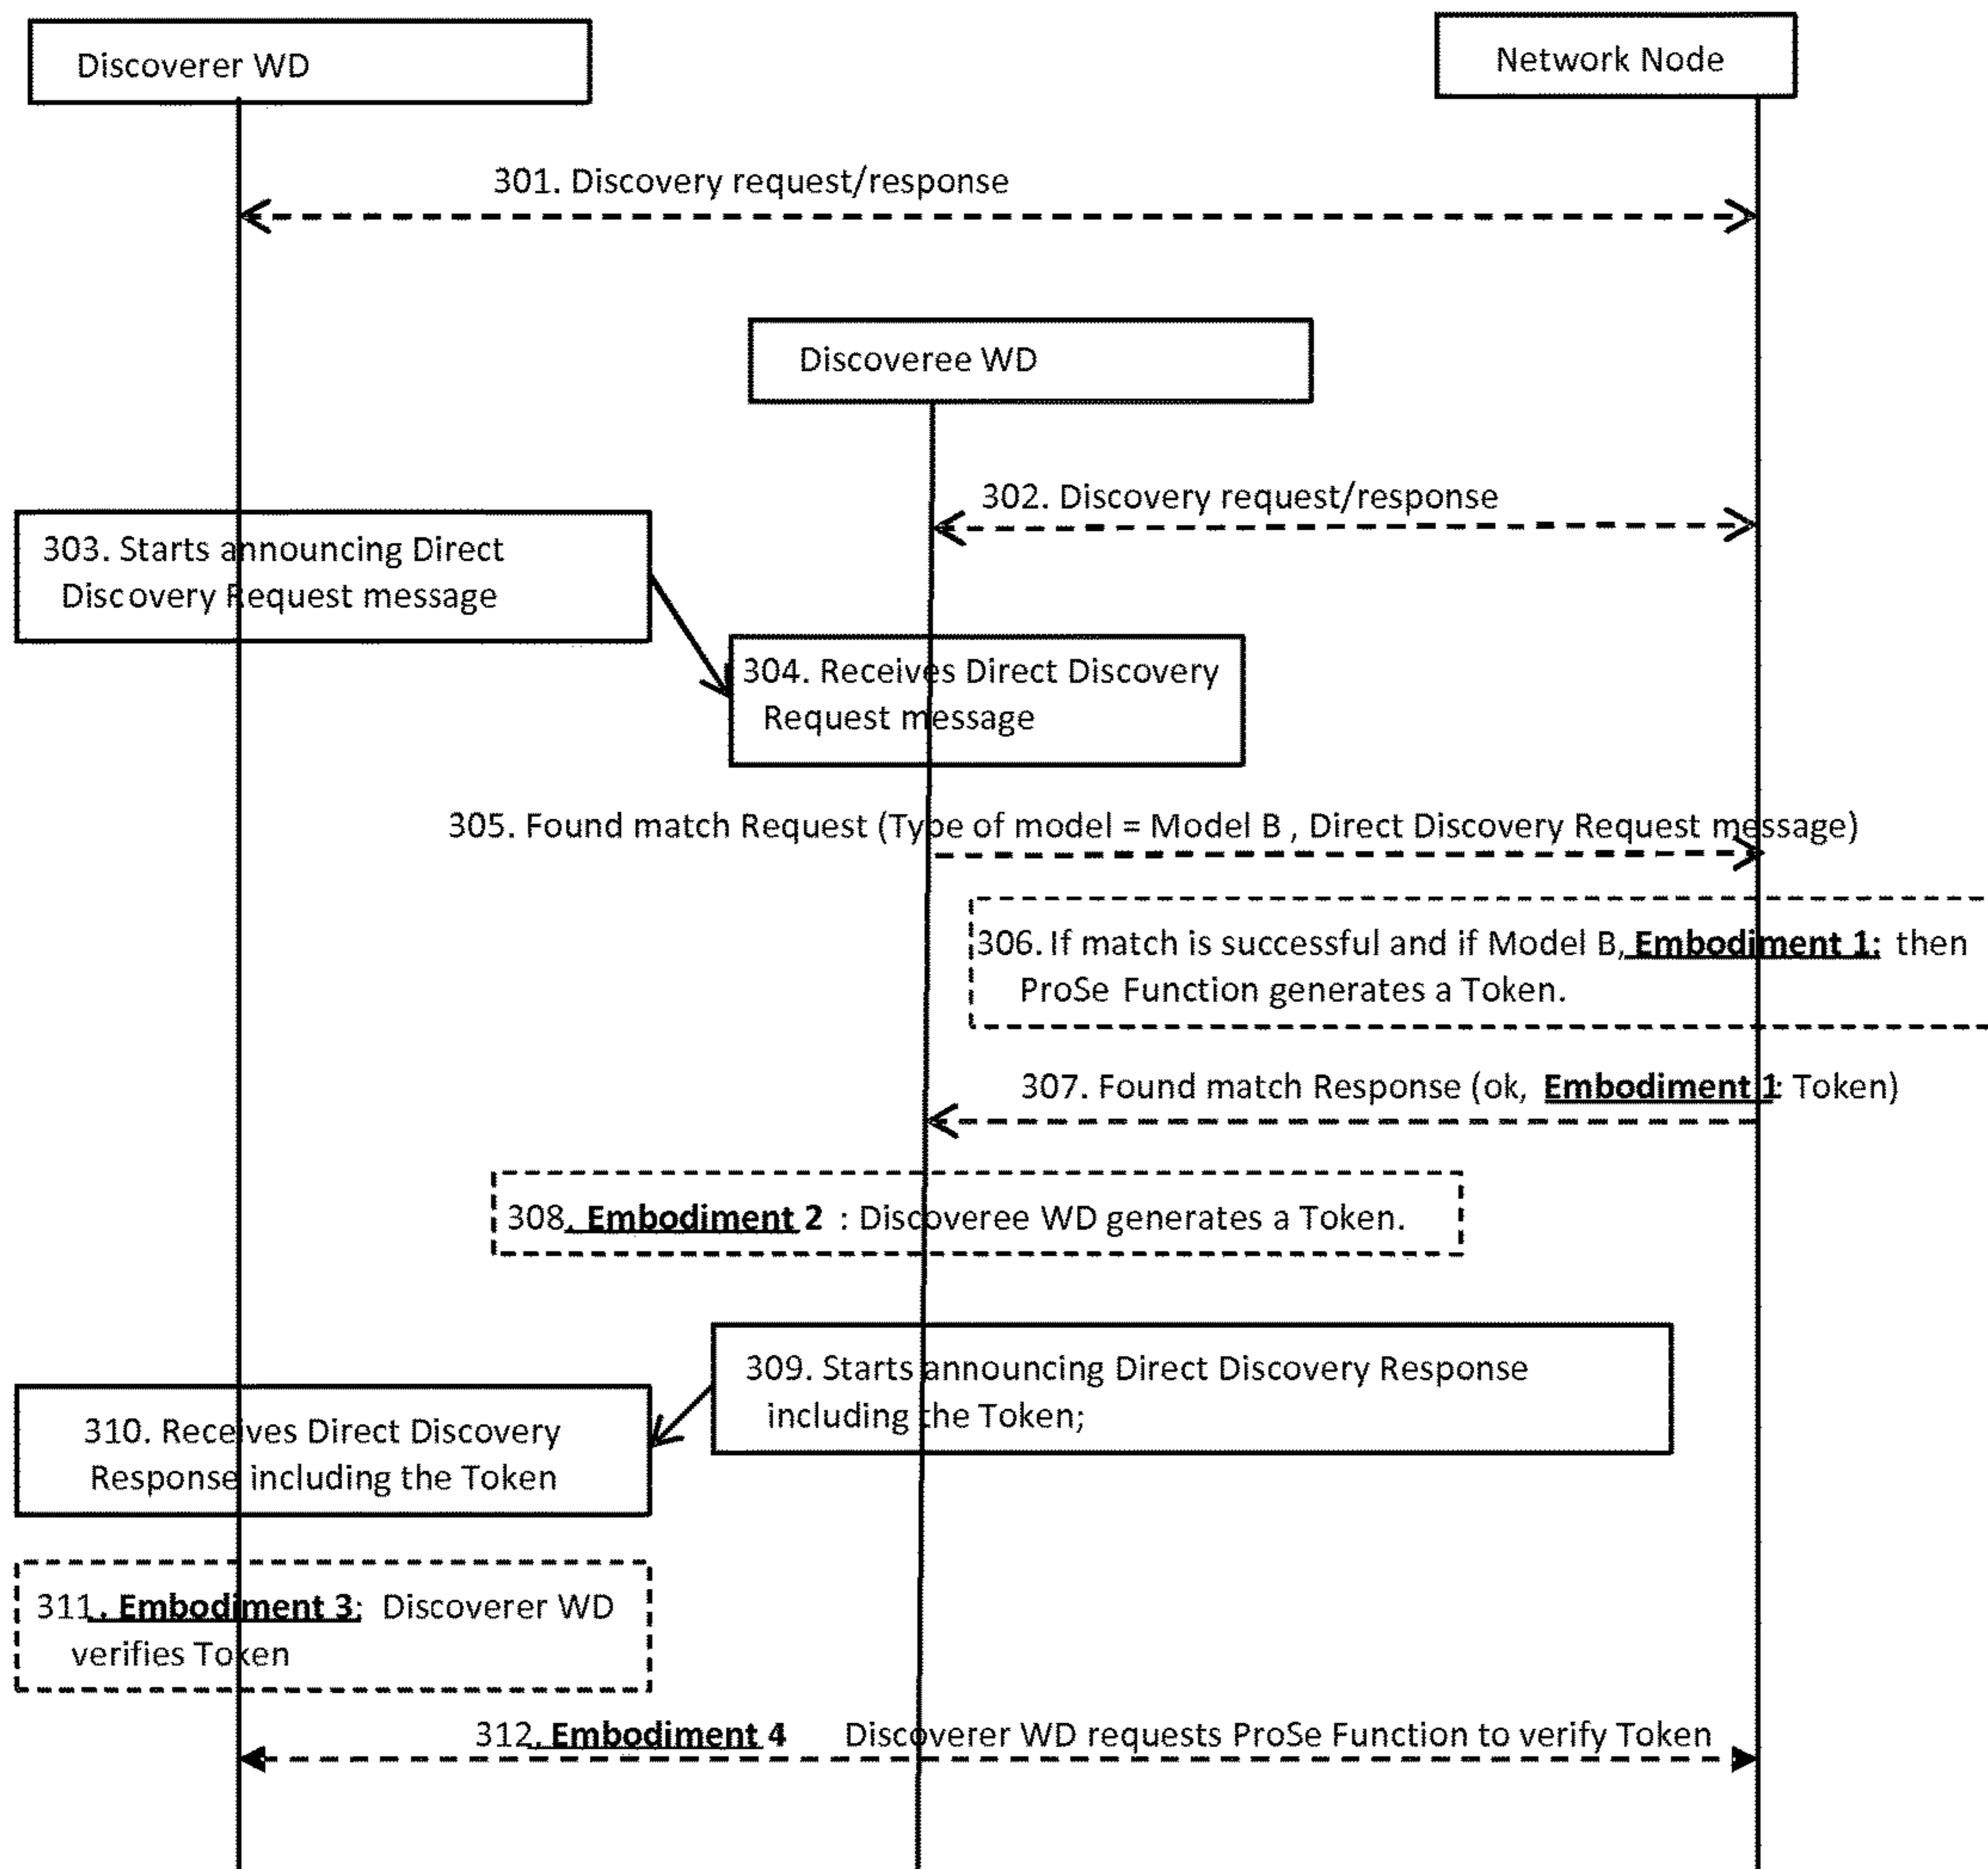 Discoverer WD
Network Node
301. Discovery request/response
Discoveree WD
302. Discovery request/response
303. Starts announcing Direct
Discovery Request message
304. Receives Direct Discovery
Request message
305. Found match Request (Type of model = Model B , Direct Discovery Request message)
306. If match is successful and if Model B, Embodiment 1: then
ProSe Function generates a Token.
307. Found match Response (ok, Embodiment 1: Token)
308. Embodiment 2 : Discoveree WD generates a Token.
309. Starts announcing Direct Discovery Response
including the Token;
310. Receives Direct Discovery
Response including the Token
311. Embodiment 3: Discoverer WD
verifies Token
312. Embodiment 4 Discoverer WD requests ProSe Function to verify Token